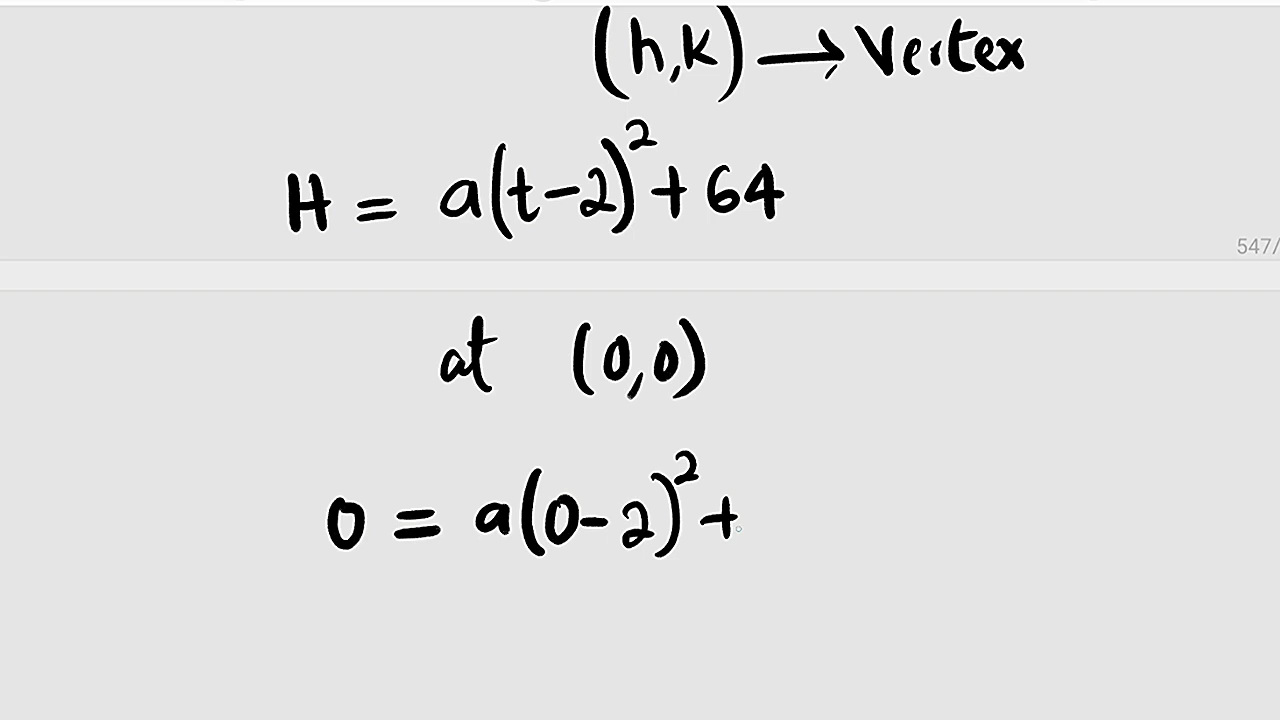 (h,k) → Vertex
H = a(t-2)² + 64
547/
at (0,0)
0 = a(0-2)² +